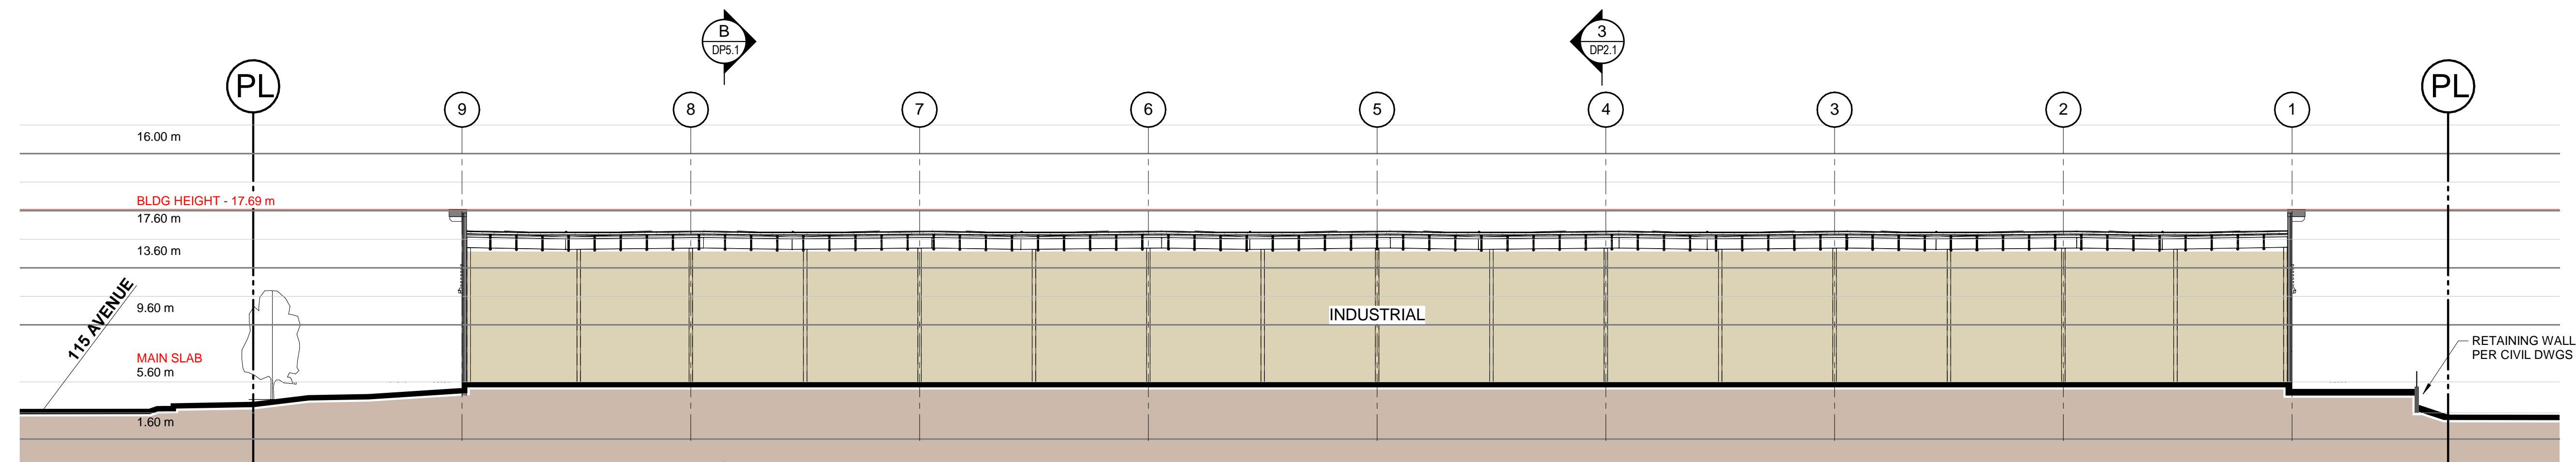 B
DP5.1
3
DP2.1
PL
9
8
7
6
5
4
3
2
1
PL
16.00 m
BLDG HEIGHT - 17.69 m
17.60 m
13.60 m
115 AVENUE
9.60 m
INDUSTRIAL
MAIN SLAB
5.60 m
RETAINING WALL
PER CIVIL DWGS
1.60 m